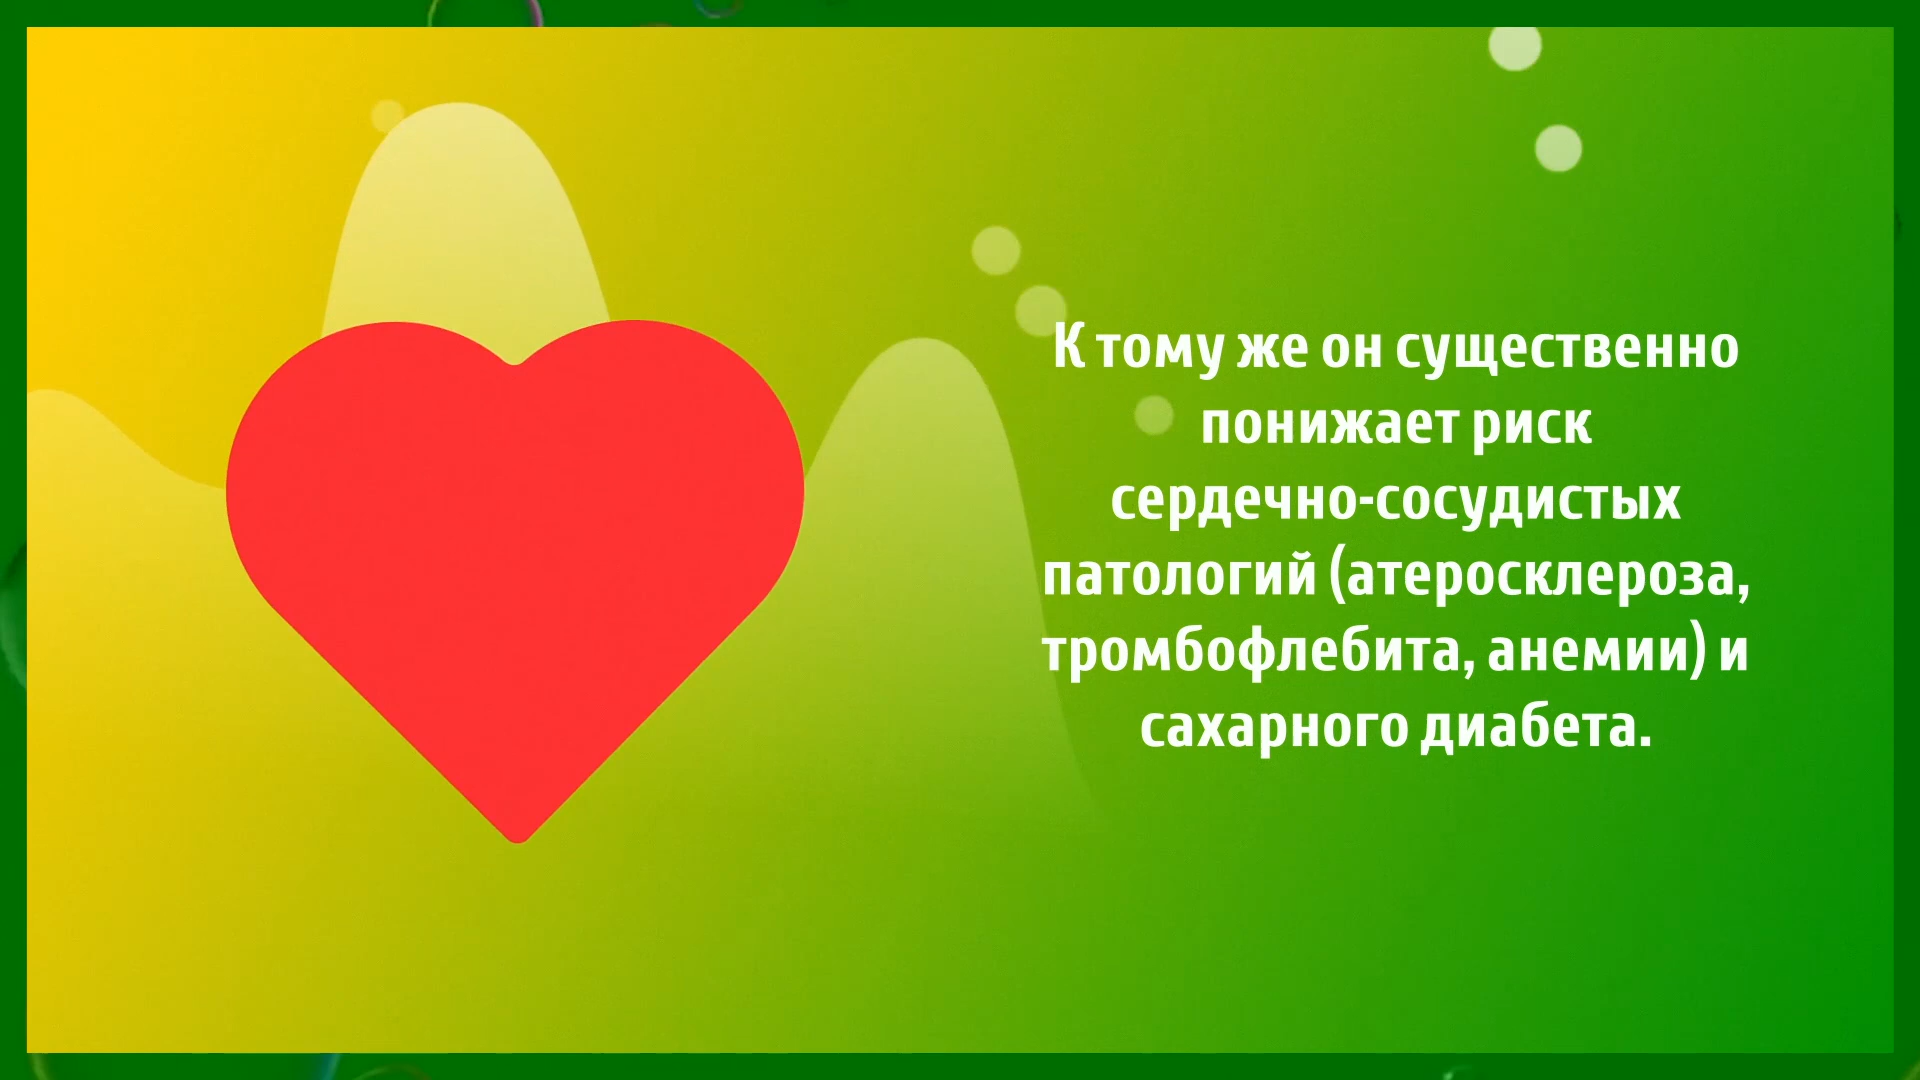 К тому же он существенно
понижает риск
сердечно-сосудистых
патологий (атеросклероза,
тромбофлебита, анемии) и
сахарного диабета.